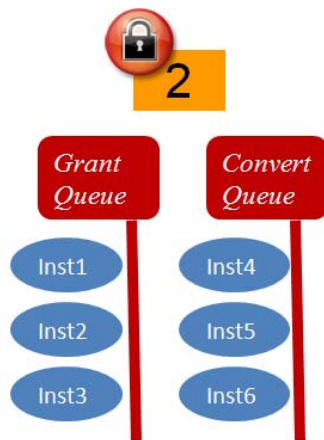 2
Grant
Queue
Convert
Queue
Inst1
Inst4
Inst2
Inst5
Inst3
Inst6